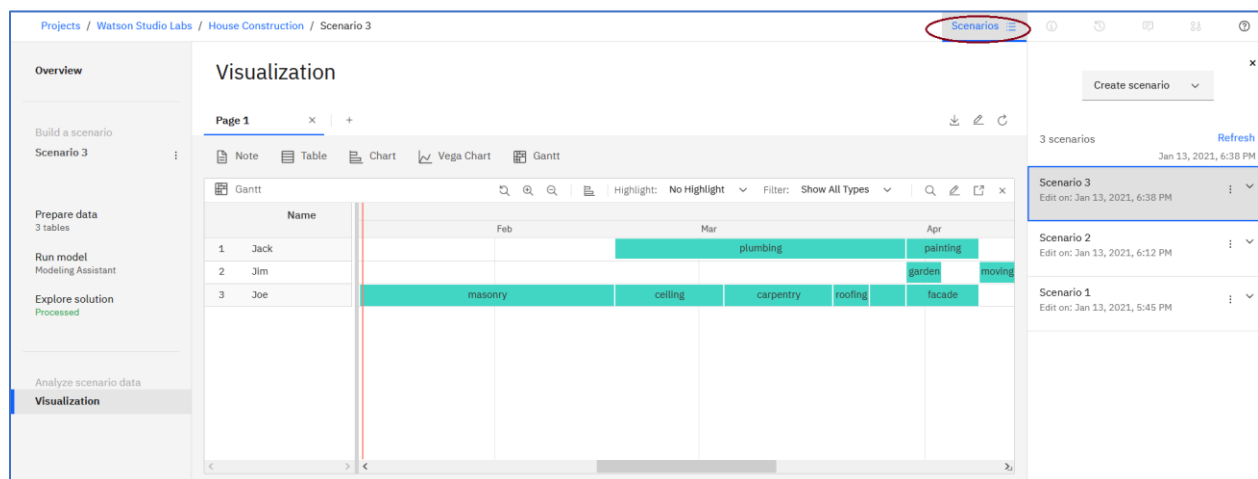 Projects / Watson Studio Labs / House Construction / Scenario 3
Scenarios
Overview
Build a scenario
Scenario 3
Prepare data
3 tables
Run model
Modeling Assistant
Explore solution
Processed
Analyze scenario data
Visualization
Visualization
Page 1
Note Table Chart Vega Chart Gantt
Gantt Highlight: No Highlight Filter: Show All Types
Name
Feb Mar Apr
1 Jack plumbing painting
2 Jim garden moving
3 Joe masonry ceiling carpentry roofing facade
Create scenario
3 scenarios Refresh
Jan 13, 2021, 6:38 PM
Scenario 3
Edit on: Jan 13, 2021, 6:38 PM
Scenario 2
Edit on: Jan 13, 2021, 6:12 PM
Scenario 1
Edit on: Jan 13, 2021, 5:45 PM